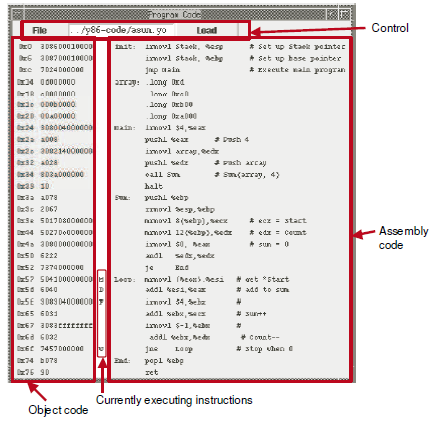 Program Code
File ../y86-code/asum.yo Load
Control
0x0 308600010000 Init: irmovl Stack, %esp # Set up Stack pointer
0x6 308700010000 irmovl Stack, %ebp # Set up base pointer
0xc 7024000000 jmp Main # Execute main program
0x14 0d000000 array: .long 0xd
0x18 c0000000 .long 0xc0
0x1c 000b0000 .long 0xb00
0x20 00a00000 .long 0xa000
0x24 308004000000 Main: irmovl $4,%eax
0x2a a008 pushl %eax # Push 4
0x2c 308214000000 irmovl array,%edx
0x32 a028 pushl %edx # Push array
0x34 803a000000 call Sum # Sum(array, 4)
0x39 10 halt
0x3a a078 Sum: pushl %ebp
0x3c 2067 rrmovl %esp,%ebp
0x3e 501708000000 mrmovl 8(%ebp),%ecx # ecx = Start
0x44 50270c000000 mrmovl 12(%ebp),%edx # edx = Count
0x4a 308000000000 irmovl $0, %eax # sum = 0
0x50 6222 andl %edx,%edx
0x52 7374000000 je End
0x57 506100000000 M Loop: mrmovl (%ecx),%esi # get *Start
0x5d 6060 D addl %esi,%eax # add to sum
0x5f 308304000000 F irmovl $4,%ebx #
0x65 6031 addl %ebx,%ecx # Start++
0x67 3083ffffffff irmovl $-1,%ebx #
0x6d 6032 addl %ebx,%edx # Count--
0x6f 7457000000 W jne Loop # Stop when 0
0x74 b078 End: popl %ebp
0x76 90 ret
Assembly
code
Currently executing instructions
Object code